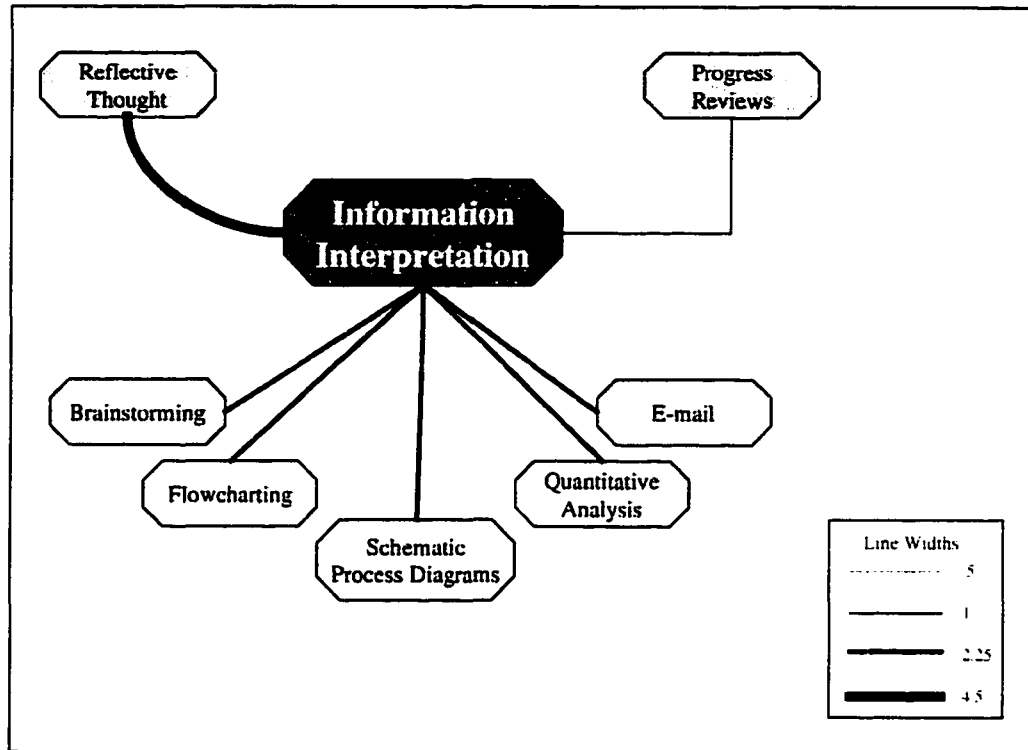 Reflective
Thought
Progress
Reviews
Information
Interpretation
Brainstorming
E-mail
Flowcharting
Quantitative
Analysis
Schematic
Process Diagrams
Line Widths
.5
1
2.25
4.5